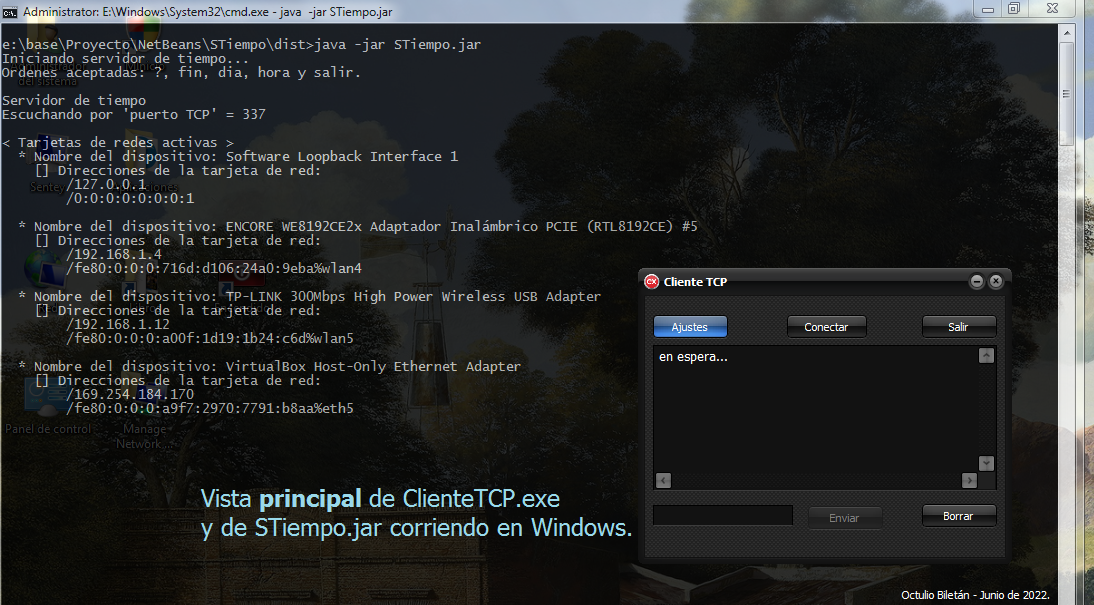 Administrator: E:\Windows\System32\cmd.exe - java -jar STiempo.jar
e:\base\Proyecto\NetBeans\STiempo\dist>java -jar STiempo.jar
Iniciando servidor de tiempo...
Ordenes aceptadas: ?, fin, dia, hora y salir.
Servidor de tiempo
Escuchando por 'puerto TCP' = 337
< Tarjetas de redes activas >
* Nombre del dispositivo: Software Loopback Interface 1
[] Direcciones de la tarjeta de red:
/127.0.0.1
/0:0:0:0:0:0:0:1
* Nombre del dispositivo: ENCORE WE8192CE2x Adaptador Inalámbrico PCIE (RTL8192CE) #5
[] Direcciones de la tarjeta de red:
/192.168.1.4
/fe80:0:0:0:716d:d106:24a0:9eba%wlan4
* Nombre del dispositivo: TP-LINK 300Mbps High Power Wireless USB Adapter
[] Direcciones de la tarjeta de red:
/192.168.1.12
/fe80:0:0:0:a00f:1d19:1b24:c6d%wlan5
* Nombre del dispositivo: VirtualBox Host-Only Ethernet Adapter
[] Direcciones de la tarjeta de red:
/169.254.184.170
/fe80:0:0:0:a9f7:2970:7791:b8aa%eth5
Panel de control
Manage
Network...
Cliente TCP
Ajustes Conectar Salir
en espera...
Enviar Borrar
Vista principal de ClienteTCP.exe
y de STiempo.jar corriendo en Windows.
Octulio Biletán - Junio de 2022.